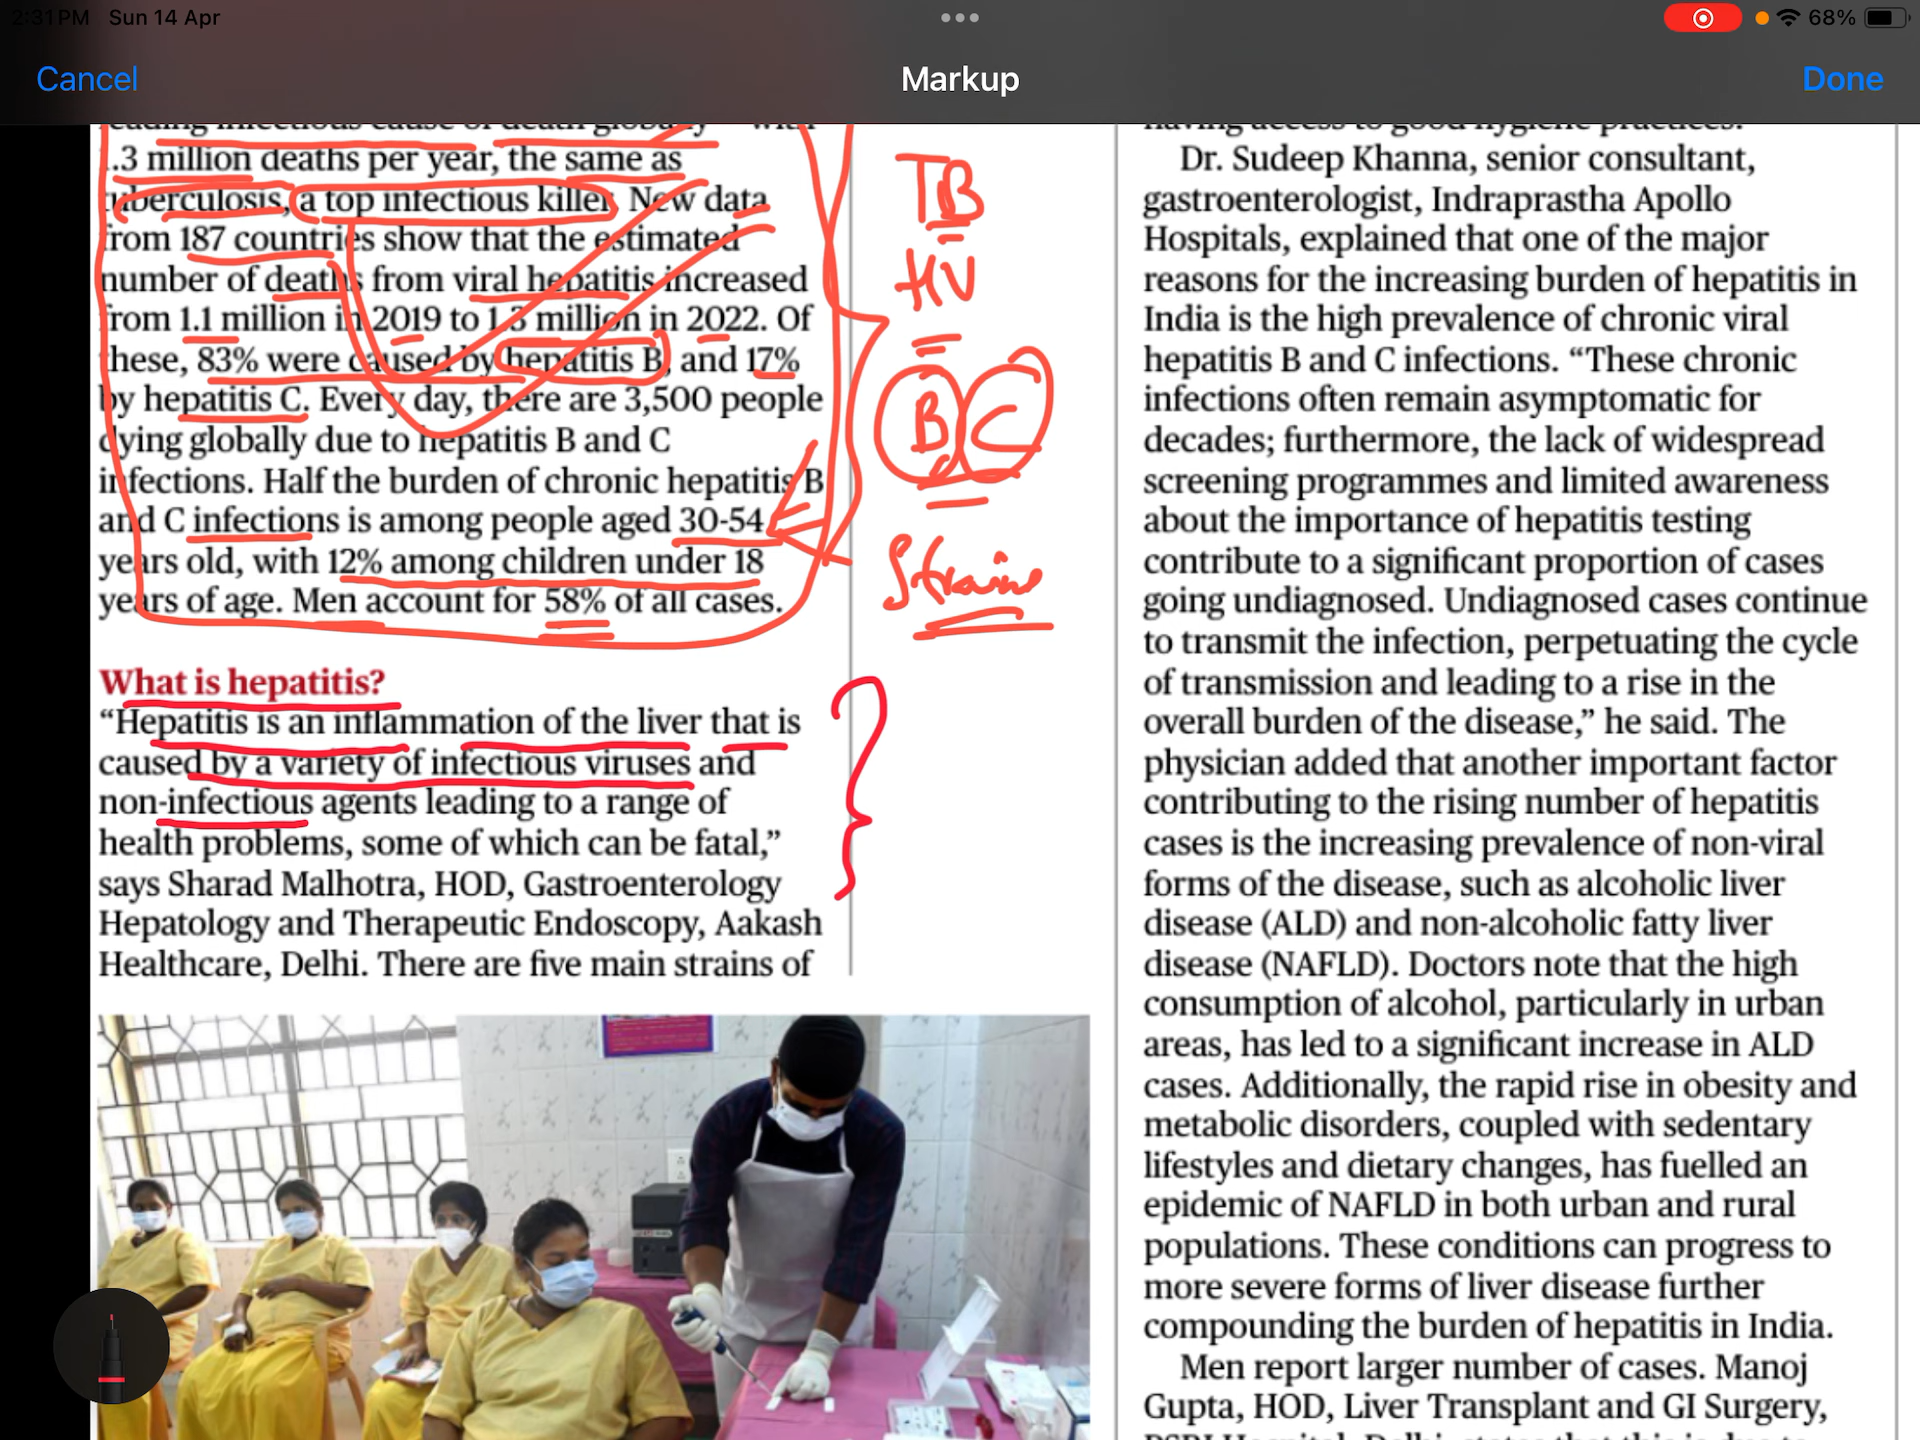 2:31 PM Sun 14 Apr
68%
Cancel
Markup
Done
leading infectious cause of death globally — with
1.3 million deaths per year, the same as
tuberculosis, a top infectious killer. New data
from 187 countries show that the estimated
number of deaths from viral hepatitis increased
from 1.1 million in 2019 to 1.3 million in 2022. Of
these, 83% were caused by hepatitis B, and 17%
by hepatitis C. Every day, there are 3,500 people
dying globally due to hepatitis B and C
infections. Half the burden of chronic hepatitis B
and C infections is among people aged 30-54
years old, with 12% among children under 18
years of age. Men account for 58% of all cases.
What is hepatitis?
“Hepatitis is an inflammation of the liver that is
caused by a variety of infectious viruses and
non-infectious agents leading to a range of
health problems, some of which can be fatal,”
says Sharad Malhotra, HOD, Gastroenterology
Hepatology and Therapeutic Endoscopy, Aakash
Healthcare, Delhi. There are five main strains of
TB
HV
B C
Strains
having access to good hygiene practices.
Dr. Sudeep Khanna, senior consultant,
gastroenterologist, Indraprastha Apollo
Hospitals, explained that one of the major
reasons for the increasing burden of hepatitis in
India is the high prevalence of chronic viral
hepatitis B and C infections. “These chronic
infections often remain asymptomatic for
decades; furthermore, the lack of widespread
screening programmes and limited awareness
about the importance of hepatitis testing
contribute to a significant proportion of cases
going undiagnosed. Undiagnosed cases continue
to transmit the infection, perpetuating the cycle
of transmission and leading to a rise in the
overall burden of the disease,” he said. The
physician added that another important factor
contributing to the rising number of hepatitis
cases is the increasing prevalence of non-viral
forms of the disease, such as alcoholic liver
disease (ALD) and non-alcoholic fatty liver
disease (NAFLD). Doctors note that the high
consumption of alcohol, particularly in urban
areas, has led to a significant increase in ALD
cases. Additionally, the rapid rise in obesity and
metabolic disorders, coupled with sedentary
lifestyles and dietary changes, has fuelled an
epidemic of NAFLD in both urban and rural
populations. These conditions can progress to
more severe forms of liver disease further
compounding the burden of hepatitis in India.
Men report larger number of cases. Manoj
Gupta, HOD, Liver Transplant and GI Surgery,